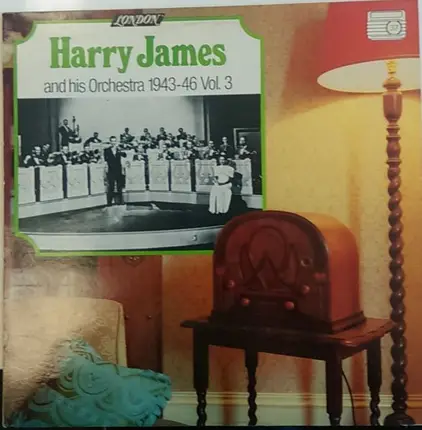 LONDON
Harry James
and his Orchestra 1943-46 Vol. 3